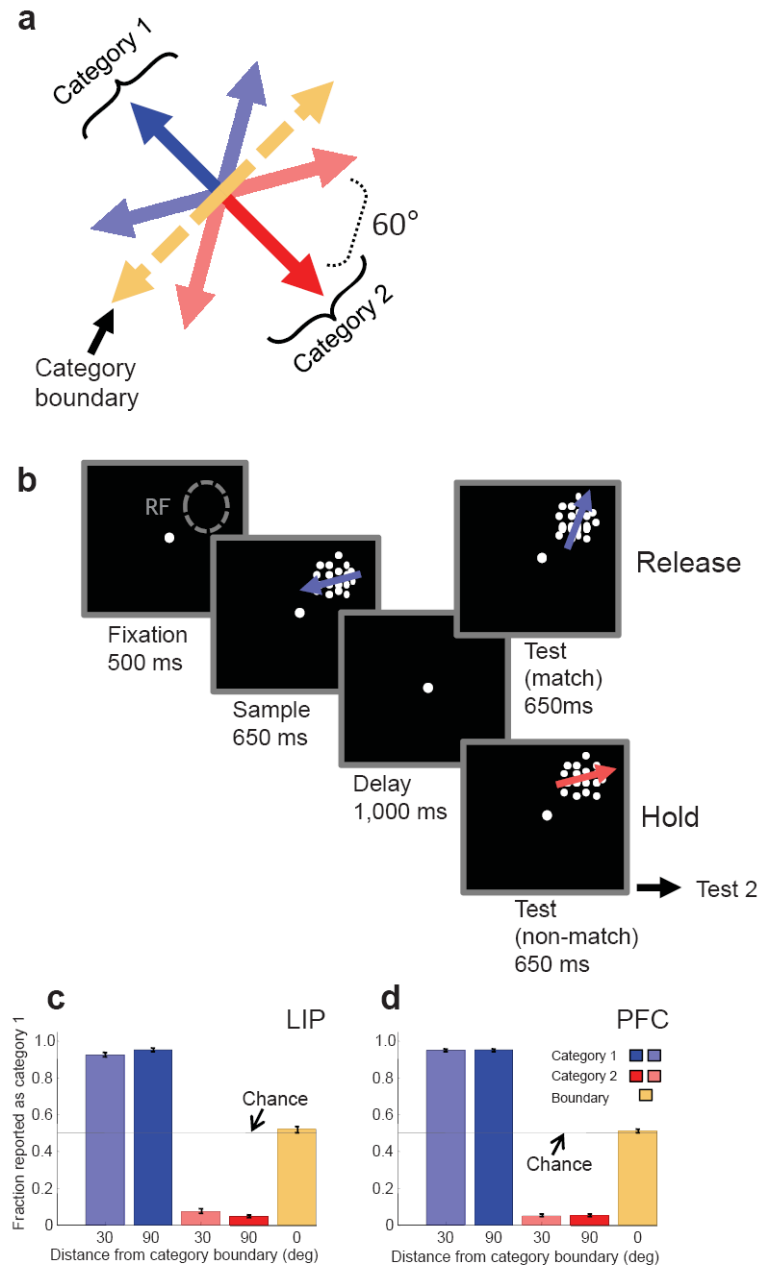 a
Category 1
60°
Category 2
Category
boundary
b
RF
Fixation
500 ms
Sample
650 ms
Delay
1,000 ms
Release
Test
(match)
650ms
Hold
Test 2
Test
(non-match)
650 ms
c
LIP
Fraction reported as category 1
1.0
0.8
0.6
0.4
0.2
0
Chance
30
90
30
90
0
Distance from category boundary (deg)
d
PFC
1.0
0.8
0.6
0.4
0.2
0
Category 1
Category 2
Boundary
Chance
30
90
30
90
0
Distance from category boundary (deg)